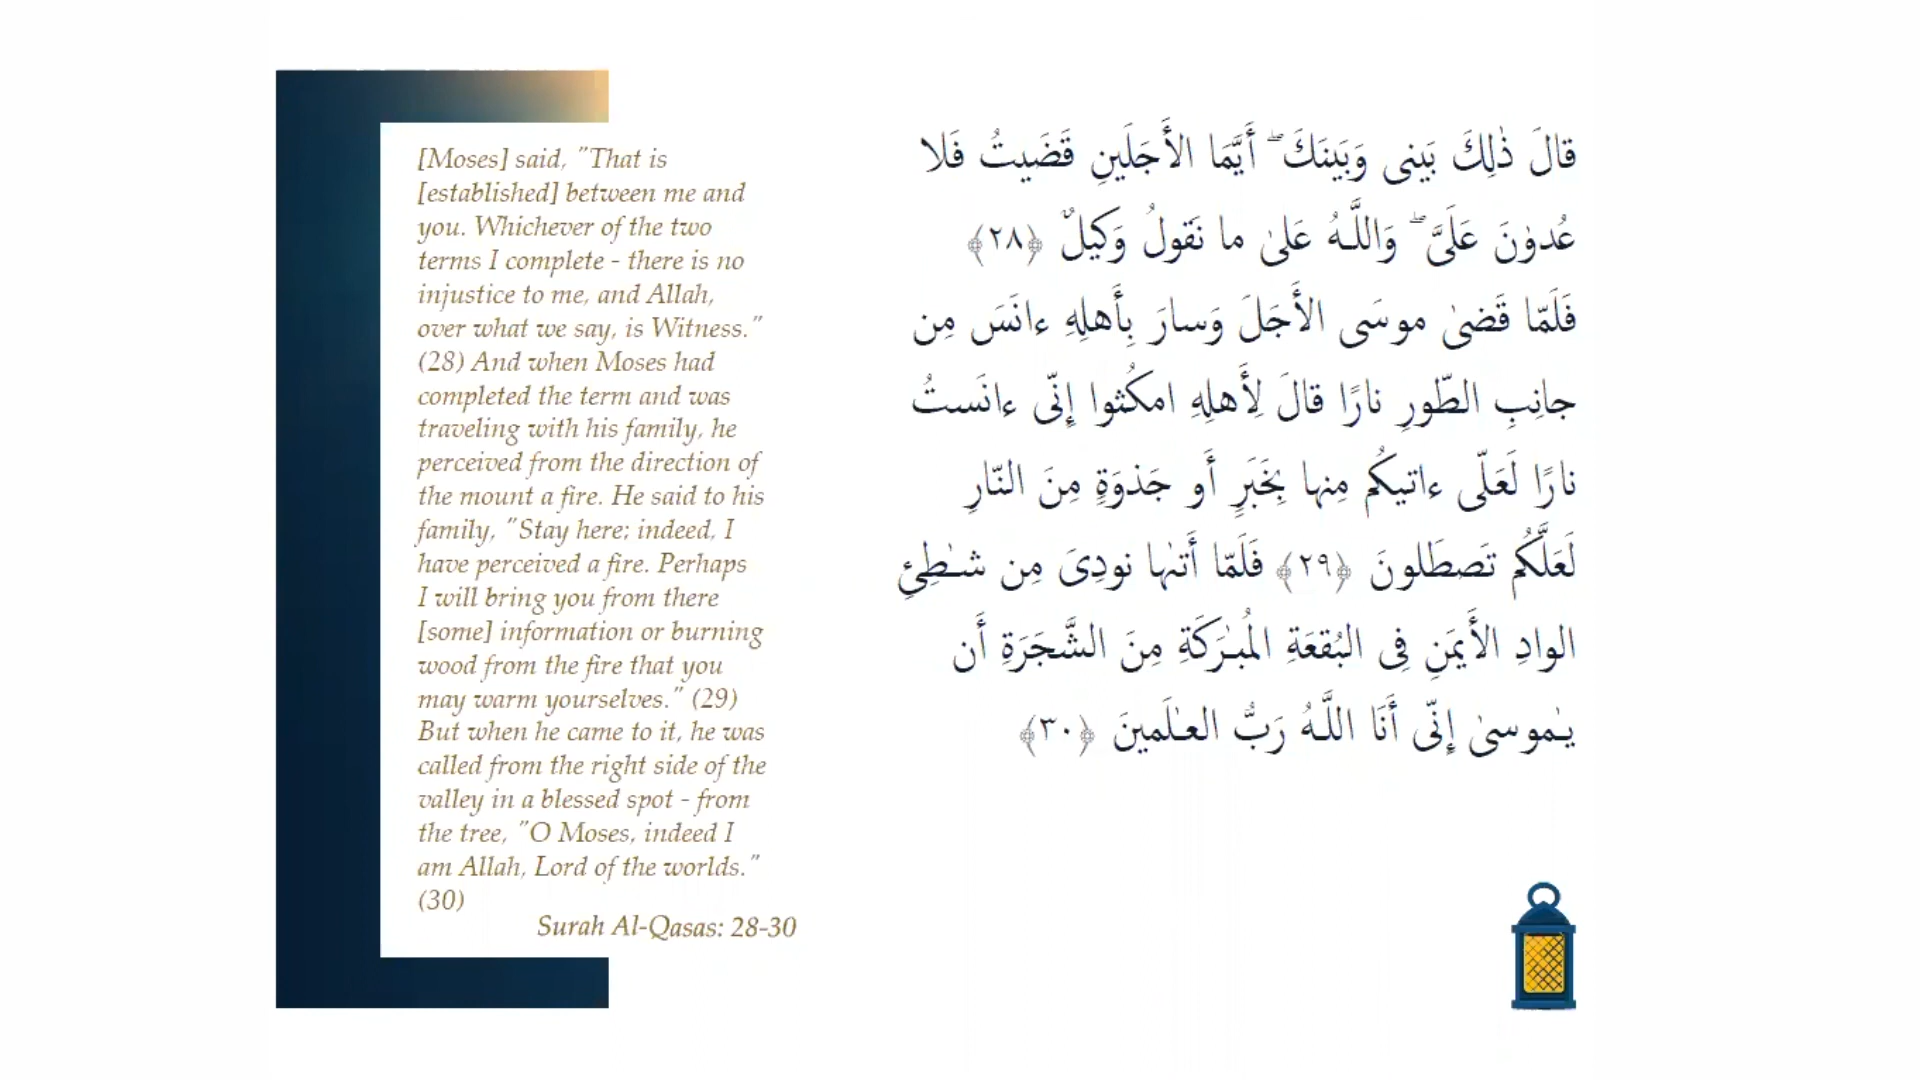 [Moses] said, "That is
[established] between me and
you. Whichever of the two
terms I complete - there is no
injustice to me, and Allah,
over what we say, is Witness."
(28) And when Moses had
completed the term and was
traveling with his family, he
perceived from the direction of
the mount a fire. He said to his
family, "Stay here; indeed, I
have perceived a fire. Perhaps
I will bring you from there
[some] information or burning
wood from the fire that you
may warm yourselves." (29)
But when he came to it, he was
called from the right side of the
valley in a blessed spot - from
the tree, "O Moses, indeed I
am Allah, Lord of the worlds."
(30)
Surah Al-Qasas: 28-30
قالَ ذٰلِكَ بَينى وَبَينَكَ ۖ أَيَّمَا الأَجَلَينِ قَضَيتُ فَلا
عُدوٰنَ عَلَىَّ ۖ وَاللَّـهُ عَلىٰ ما نَقولُ وَكيلٌ ﴿٢٨﴾
فَلَمّا قَضىٰ موسَى الأَجَلَ وَسارَ بِأَهلِهِ ءانَسَ مِن
جانِبِ الطّورِ نارًا قالَ لِأَهلِهِ امكُثوا إِنّى ءانَستُ
نارًا لَعَلّى ءاتيكُم مِنها بِخَبَرٍ أَو جَذوَةٍ مِنَ النّارِ
لَعَلَّكُم تَصطَلونَ ﴿٢٩﴾ فَلَمّا أَتىٰها نودِىَ مِن شـٰطِئِ
الوادِ الأَيمَنِ فِى البُقعَةِ المُبـٰرَكَةِ مِنَ الشَّجَرَةِ أَن
يـٰموسىٰ إِنّى أَنَا اللَّـهُ رَبُّ العـٰلَمينَ ﴿٣٠﴾